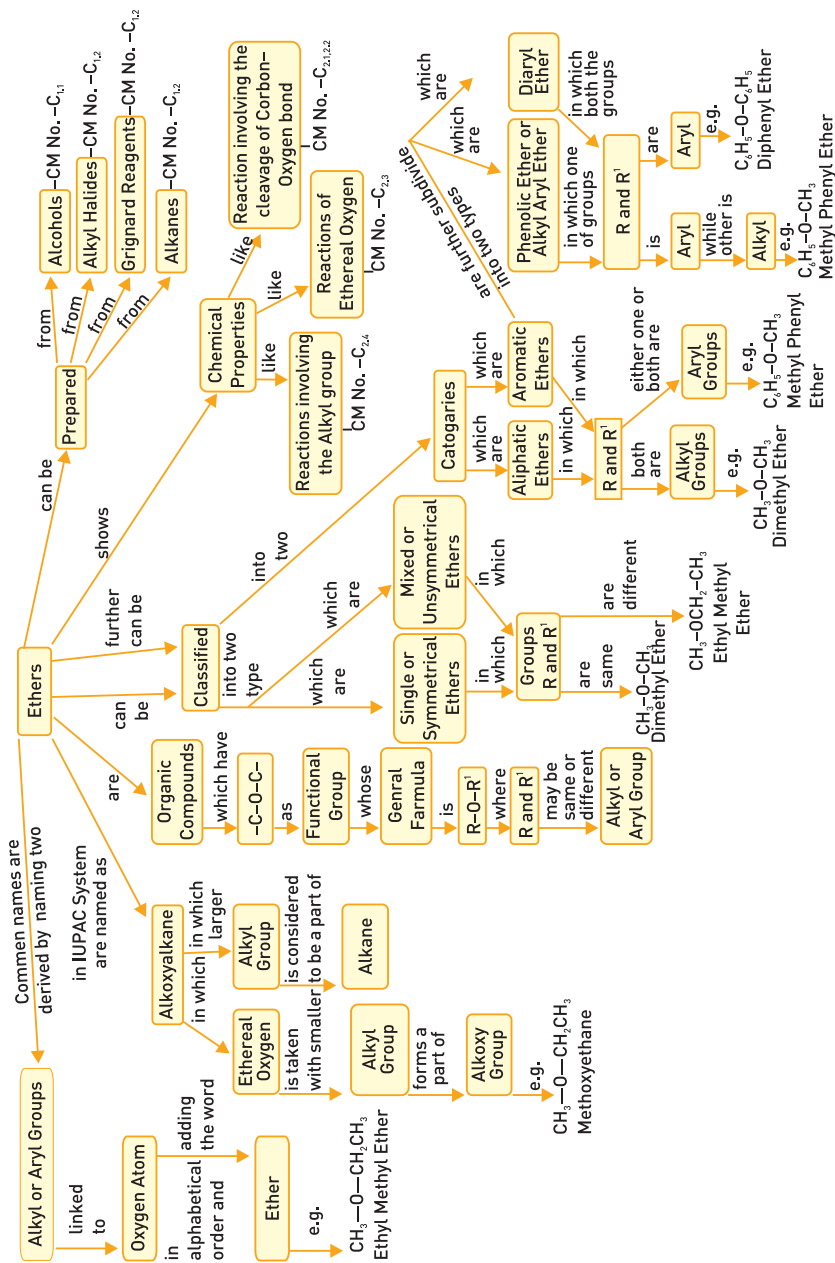 Ethers
Commen names are
derived by naming two
Alkyl or Aryl Groups
linked
to
Oxygen Atom
in
alphabetical
order and
adding
the word
Ether
e.g.
CH₃—O—CH₂CH₃
Ethyl Methyl Ether
in IUPAC System
are named as
Alkoxyalkane
in which
in which
larger
Ethereal
Oxygen
is taken
with smaller
Alkyl
Group
forms a
part of
Alkoxy
Group
e.g.
CH₃—O—CH₂CH₃
Methoxyethane
Alkyl
Group
is considered
to be a part of
Alkane
are
Organic
Compounds
which have
-C-O-C-
as
Functional
Group
whose
Genral
Farmula
is
R-O-R¹
where
R and R¹
may be
same or
different
Alkyl or
Aryl Group
can
be
further
can be
Classified
into two
type
which
are
which
are
Single or
Symmetrical
Ethers
Mixed or
Unsymmetrical
Ethers
in
which
in
which
Groups
R and R¹
are
same
are
different
CH₃—O—CH₃
Dimethyl Ether
CH₃—OCH₂—CH₃
Ethyl Methyl
Ether
into
two
Catogaries
which
are
which
are
Aliphatic
Ethers
Aromatic
Ethers
in which
in which
R and R¹
both
are
either one or
both are
Alkyl
Groups
Aryl
Groups
e.g.
e.g.
CH₃—O—CH₃
Dimethyl Ether
C₆H₅—O—CH₃
Methyl Phenyl
Ether
are further subdivide
into two types
which
are
which
are
Phenolic Ether or
Alkyl Aryl Ether
Diaryl
Ether
in which one
of groups
in which
both the
groups
R and R¹
is
are
Aryl
Aryl
while
other is
e.g.
Alkyl
e.g.
C₆H₅—O—CH₃
Methyl Phenyl Ether
C₆H₅—O—C₆H₅
Diphenyl Ether
shows
Chemical
Properties
like
like
like
Reactions involving
the Alkyl group
CM No. –C₂.₄
Reactions of
Ethereal Oxygen
CM No. –C₂.₃
Reaction involving the
cleavage of Corbon–
Oxygen bond
CM No. –C₂.₁,₂.₂
can be
Prepared
from
from
from
from
Alcohols–CM No. –C₁.₁
Alkyl Halides–CM No. –C₁.₂
Grignard Reagents–CM No. –C₁.₂
Alkanes –CM No. –C₁.₂